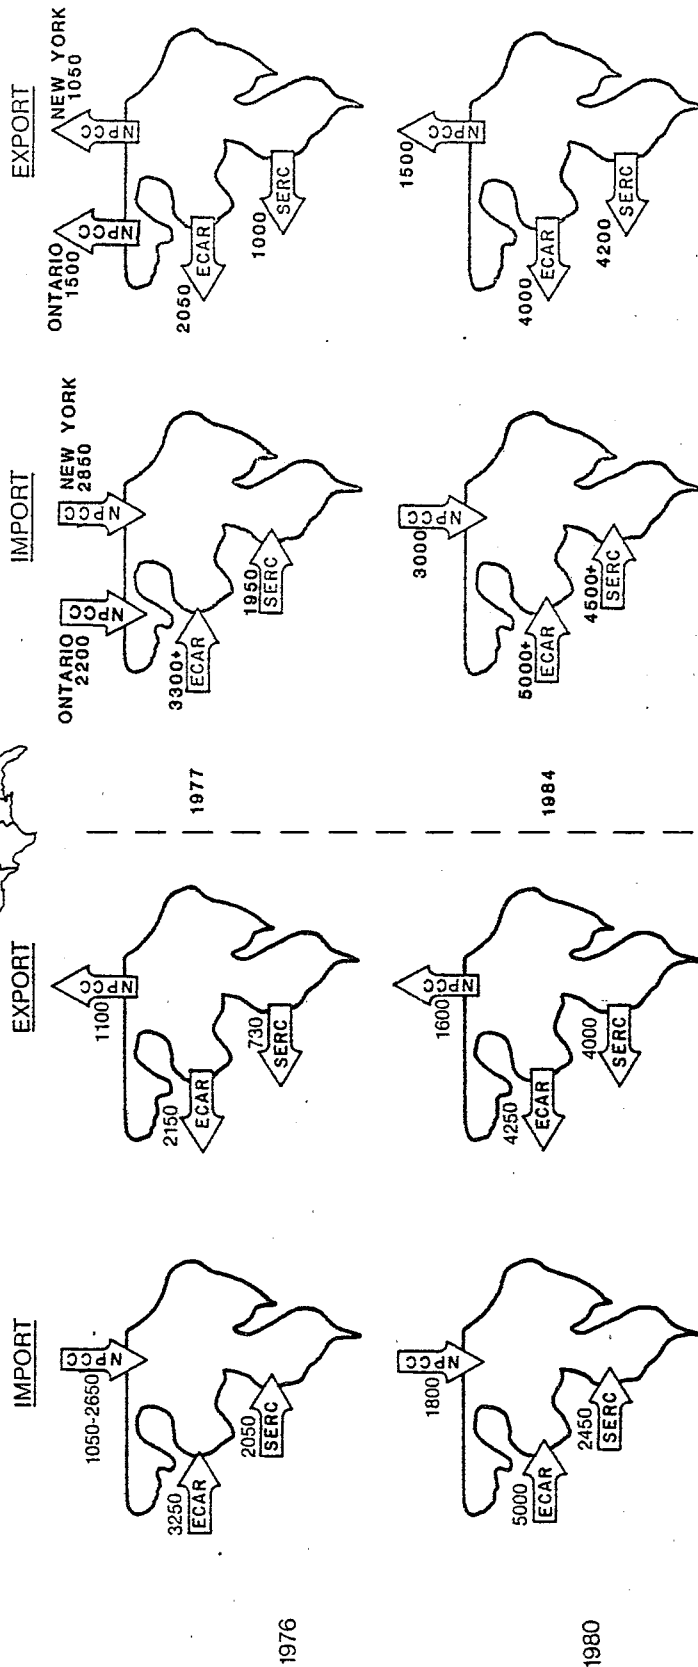 IMPORT
EXPORT
IMPORT
EXPORT
1976
1050-2650
NPCC
3250
ECAR
2050
SERC
1100
NPCC
2150
ECAR
730
SERC
1977
ONTARIO
2200
NPCC
NEW YORK
2850
NPCC
3300+
ECAR
1950
SERC
ONTARIO
1500
NPCC
NEW YORK
1050
NPCC
2050
ECAR
1000
SERC
1980
1800
NPCC
5000
ECAR
2450
SERC
1600
NPCC
4250
ECAR
4000
SERC
1984
3000
NPCC
5000+
ECAR
4500+
SERC
1500
NPCC
4000
ECAR
4200
SERC